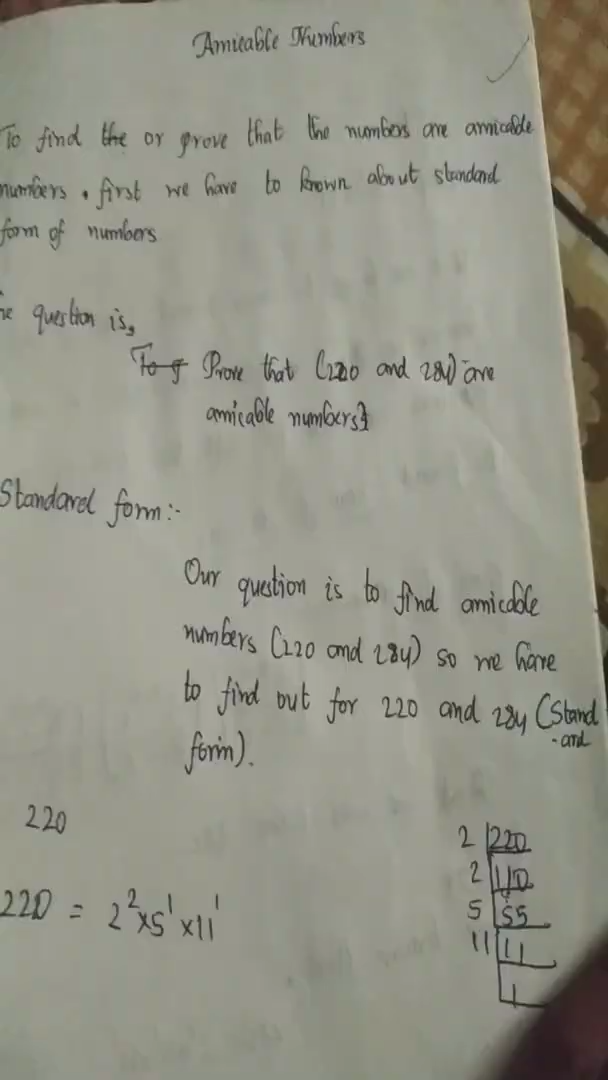 Amicable Numbers
To find the or prove that the numbers are amicable
numbers. first we have to known about standard
form of numbers
question is,
To f Prove that (220 and 284) are
amicable numbers}
Standared form:-
Our question is to find amicable
numbers (220 and 284) so we have
to find out for 220 and 284 (Stand
-ard
form).
220
220 = 2²×5¹×11¹
2 220
2 110
5 55
11 11
1